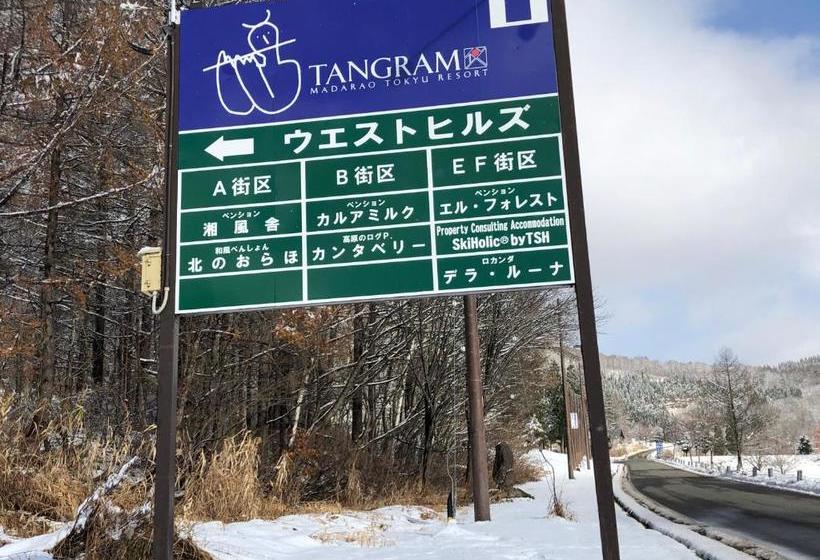 TANGRAM
MADARAO TOKYU RESORT
ウエストヒルズ
A街区
B街区
EF街区
ペンション
湘風舎
ペンション
カルアミルク
ペンション
エル・フォレスト
和風ぺんしょん
北のおらほ
高原のログP.
カンタベリー
Property Consulting Accommodation
SkiHolic® byTSH
ロカンダ
デラ・ルーナ